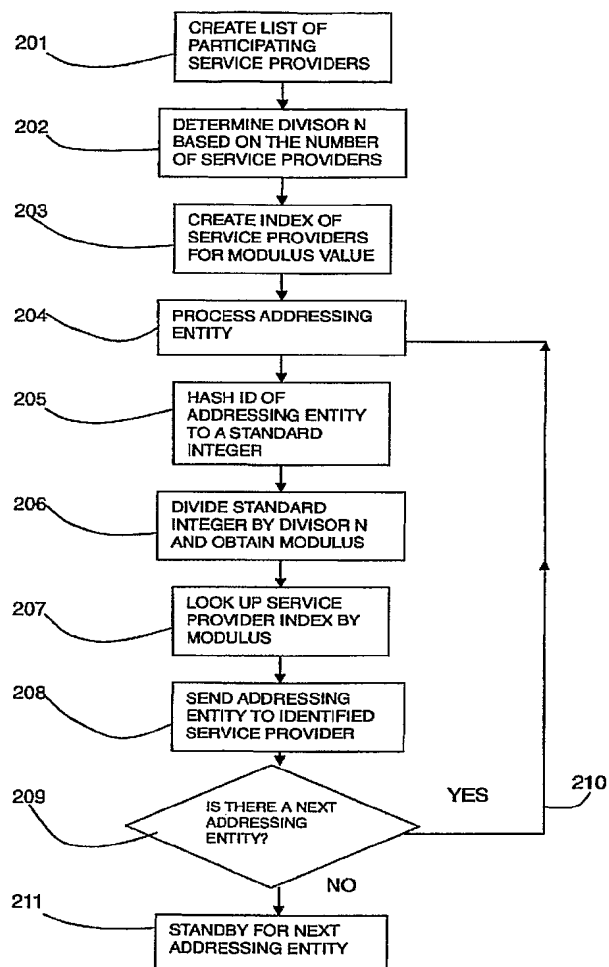 201
CREATE LIST OF
PARTICIPATING
SERVICE PROVIDERS
202
DETERMINE DIVISOR N
BASED ON THE NUMBER
OF SERVICE PROVIDERS
203
CREATE INDEX OF
SERVICE PROVIDERS
FOR MODULUS VALUE
204
PROCESS ADDRESSING
ENTITY
205
HASH ID OF
ADDRESSING ENTITY
TO A STANDARD
INTEGER
206
DIVIDE STANDARD
INTEGER BY DIVISOR N
AND OBTAIN MODULUS
207
LOOK UP SERVICE
PROVIDER INDEX BY
MODULUS
208
SEND ADDRESSING
ENTITY TO IDENTIFIED
SERVICE PROVIDER
209
IS THERE A NEXT
ADDRESSING
ENTITY?
YES
210
NO
211
STANDBY FOR NEXT
ADDRESSING ENTITY